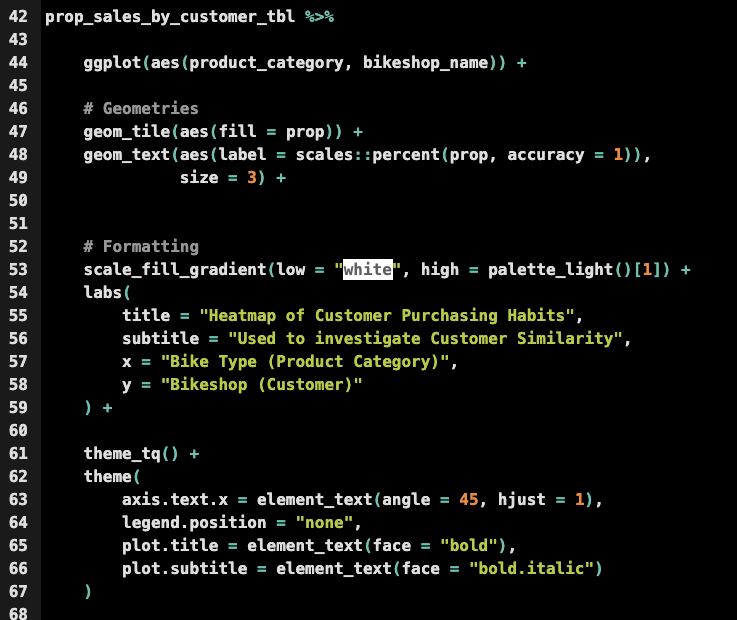 42 prop_sales_by_customer_tbl %>%
43
44     ggplot(aes(product_category, bikeshop_name)) +
45
46     # Geometries
47     geom_tile(aes(fill = prop)) +
48     geom_text(aes(label = scales::percent(prop, accuracy = 1)),
49               size = 3) +
50
51
52     # Formatting
53     scale_fill_gradient(low = "white", high = palette_light()[1]) +
54     labs(
55         title = "Heatmap of Customer Purchasing Habits",
56         subtitle = "Used to investigate Customer Similarity",
57         x = "Bike Type (Product Category)",
58         y = "Bikeshop (Customer)"
59     ) +
60
61     theme_tq() +
62     theme(
63         axis.text.x = element_text(angle = 45, hjust = 1),
64         legend.position = "none",
65         plot.title = element_text(face = "bold"),
66         plot.subtitle = element_text(face = "bold.italic")
67     )
68